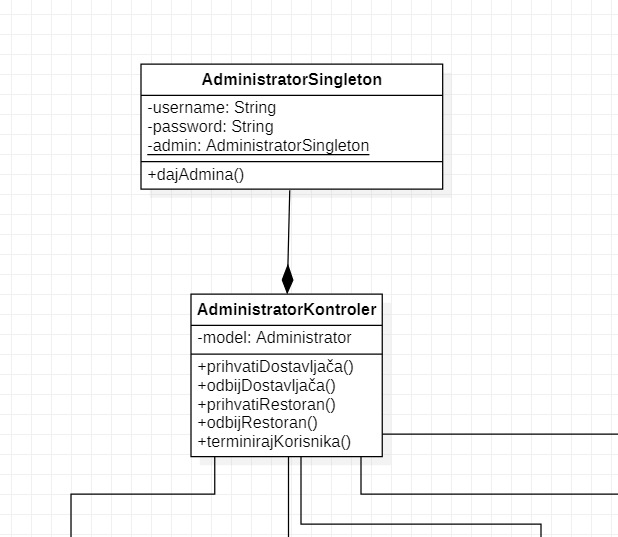 AdministratorSingleton
-username: String
-password: String
-admin: AdministratorSingleton
+dajAdmina()
AdministratorKontroler
-model: Administrator
+prihvatiDostavljača()
+odbijDostavljača()
+prihvatiRestoran()
+odbijRestoran()
+terminirajKorisnika()